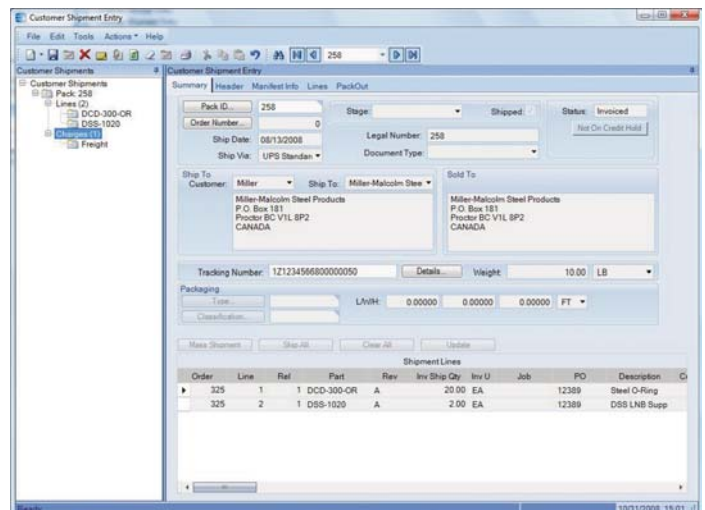 Customer Shipment Entry
File Edit Tools Actions Help
258
Customer Shipments
Customer Shipments
Pack: 258
Lines (2)
DCD-300-OR
DSS-1020
Charges (1)
Freight
Customer Shipment Entry
Summary Header Manifest Info Lines PackOut
Pack ID... 258 Stage: Shipped: Status: Invoiced
Order Number... 0 Legal Number: 258 Not On Credit Hold
Ship Date: 08/13/2008 Document Type:
Ship Via: UPS Standan
Ship To Sold To
Customer: Miller Ship To: Miller-Malcolm Stee
Miller-Malcolm Steel Products
P.O. Box 181
Proctor BC V1L 8P2
CANADA
Miller-Malcolm Steel Products
P.O. Box 181
Proctor BC V1L 8P2
CANADA
Tracking Number: 1Z1234566800000050 Details... Weight: 10.00 LB
Packaging
Type... L/W/H: 0.00000 0.00000 0.00000 FT
Classification...
Mass Shipment Ship All Clear All Update
Shipment Lines
Order Line Rel Part Rev Inv Ship Qty Inv U Job PO Description
325 1 1 DCD-300-OR A 20.00 EA 12389 Steel O-Ring
325 2 1 DSS-1020 A 2.00 EA 12389 DSS LNB Supp
Ready
10/21/2008 15:01